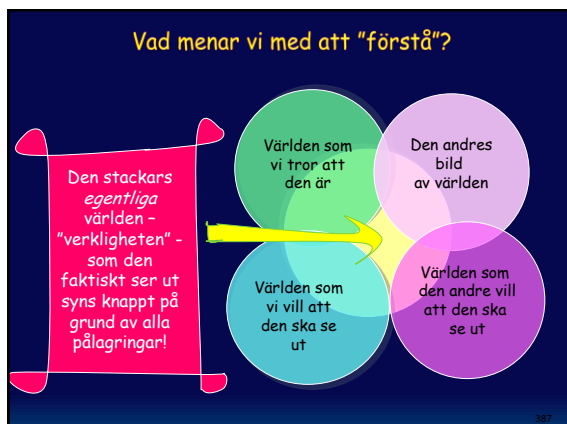 Vad menar vi med att ”förstå”?
Den stackars
egentliga
världen –
”verkligheten” -
som den
faktiskt ser ut
syns knappt på
grund av alla
pålagringar!
Världen som
vi tror att
den är
Den andres
bild
av världen
Världen som
vi vill att
den ska se
ut
Världen som
den andre vill
att den ska
se ut
387